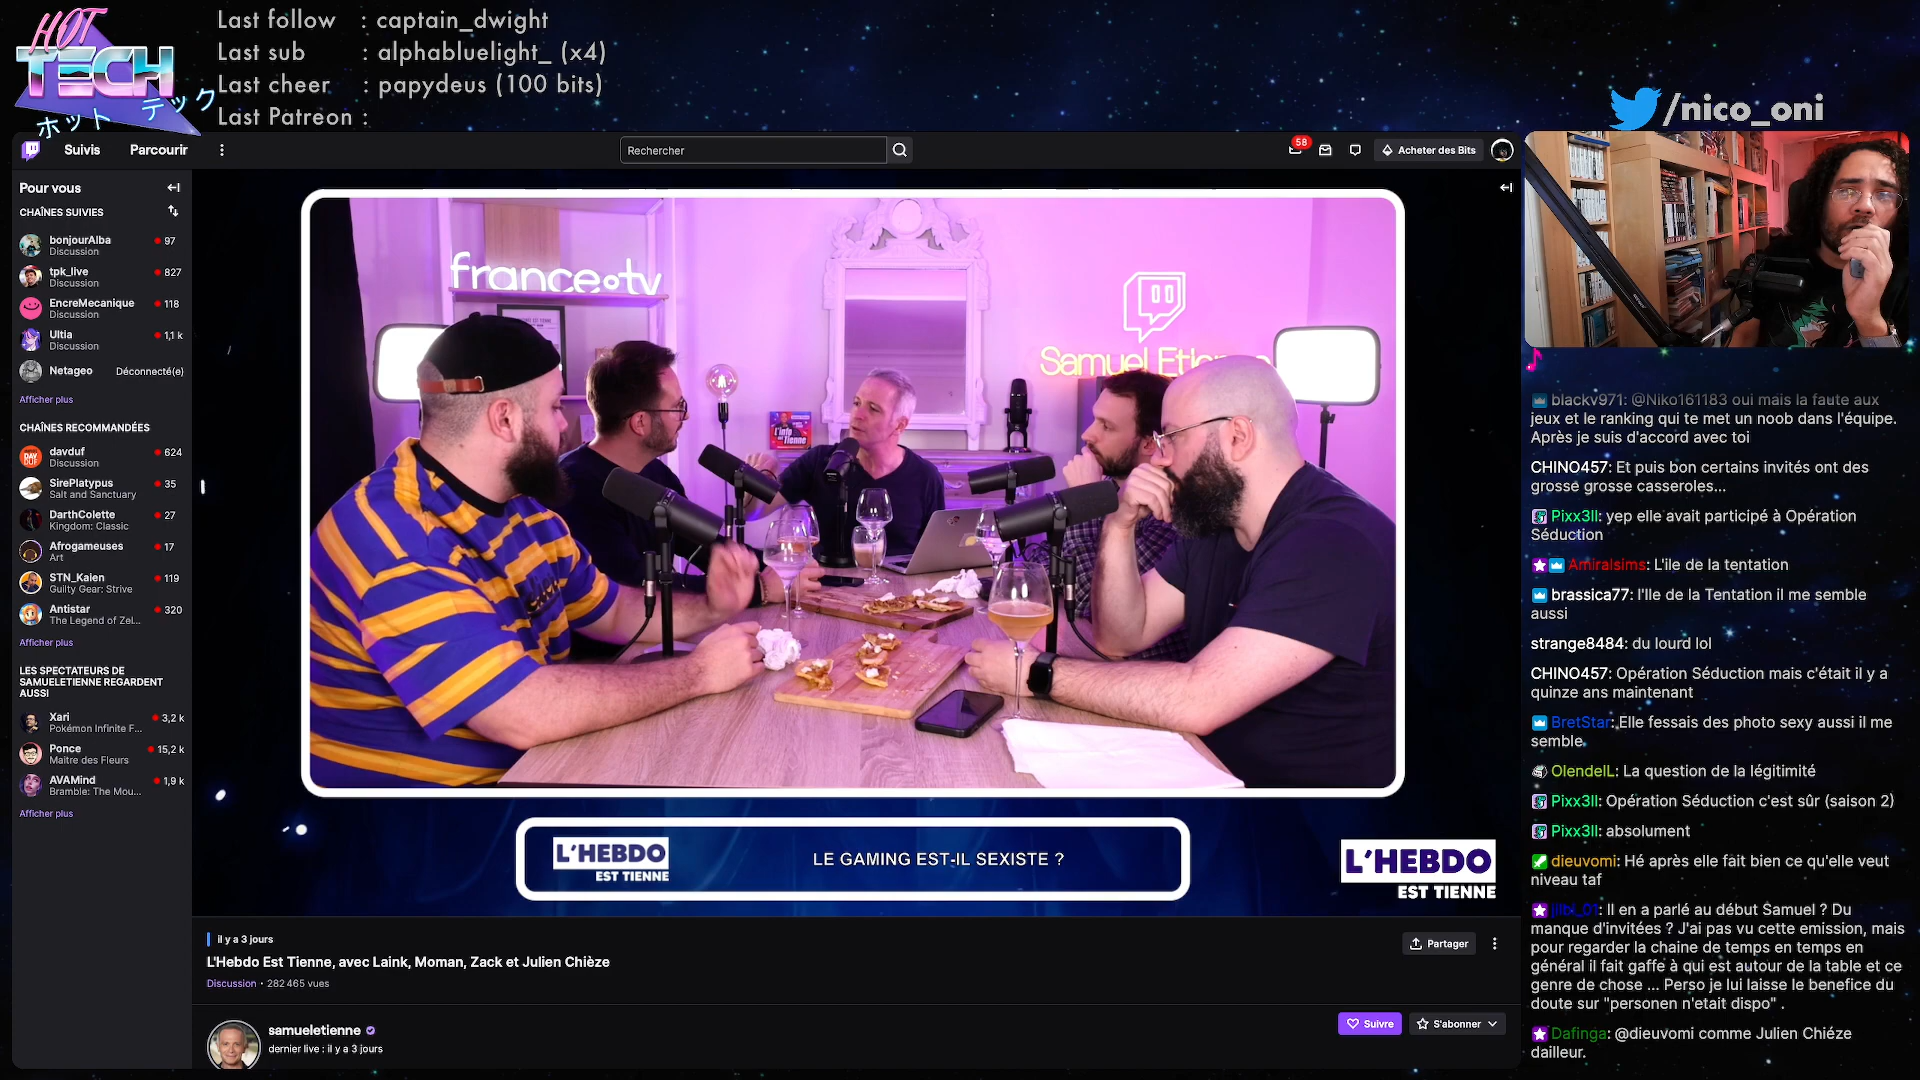 HOT
TECH
ホット テック
Last follow : captain_dwight
Last sub : alphabluelight_ (x4)
Last cheer : papydeus (100 bits)
Last Patreon :
/nico_oni
Suivis
Parcourir
Rechercher
58
Acheter des Bits
Pour vous
CHAÎNES SUIVIES
bonjourAlba 97
Discussion
tpk_live 827
Discussion
EncreMecanique 118
Discussion
Ultia 1,1 k
Discussion
Netageo Déconnecté(e)
Afficher plus
CHAÎNES RECOMMANDÉES
davduf 624
Discussion
SirePlatypus 35
Salt and Sanctuary
DarthColette 27
Kingdom: Classic
Afrogameuses 17
Art
STN_Kaien 119
Guilty Gear: Strive
Antistar 320
The Legend of Zel...
Afficher plus
LES SPECTATEURS DE
SAMUELETIENNE REGARDENT
AUSSI
Xari 3,2 k
Pokémon Infinite F...
Ponce 15,2 k
Maitre des Fleurs
AVAMind 1,9 k
Bramble: The Mou...
Afficher plus
france•tv
Samuel Etie
L'HEBDO
EST TIENNE
LE GAMING EST-IL SEXISTE ?
L'HEBDO
EST TIENNE
il y a 3 jours
Partager
L'Hebdo Est Tienne, avec Laink, Moman, Zack et Julien Chièze
Discussion • 282 465 vues
samueletienne
dernier live : il y a 3 jours
Suivre
S'abonner
blackv971: @Niko161183 oui mais la faute aux
jeux et le ranking qui te met un noob dans l'équipe.
Après je suis d'accord avec toi
CHINO457: Et puis bon certains invités ont des
grosse grosse casseroles...
Pixx3ll: yep elle avait participé à Opération
Séduction
Amiralsims: L'ile de la tentation
brassica77: l'Ile de la Tentation il me semble
aussi
strange8484: du lourd lol
CHINO457: Opération Séduction mais c'était il y a
quinze ans maintenant
BretStar: Elle fessais des photo sexy aussi il me
semble
OlendelL: La question de la légitimité
Pixx3ll: Opération Séduction c'est sûr (saison 2)
Pixx3ll: absolument
dieuvomi: Hé après elle fait bien ce qu'elle veut
niveau taf
: Il en a parlé au début Samuel ? Du
manque d'invitées ? J'ai pas vu cette emission, mais
pour regarder la chaine de temps en temps en
général il fait gaffe à qui est autour de la table et ce
genre de chose ... Perso je lui laisse le benefice du
doute sur "personen n'etait dispo" .
Dafinga: @dieuvomi comme Julien Chiéze
dailleur.